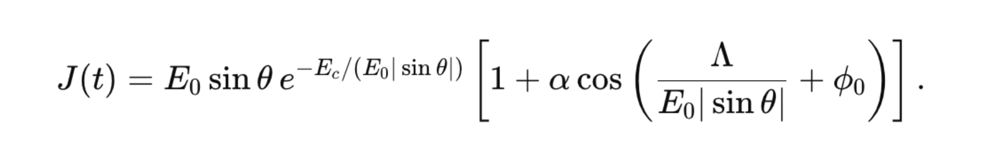 J(t) = E₀ sin θ e^{−E_c/(E₀| sin θ|)} [1 + α cos (Λ/(E₀| sin θ|) + ϕ₀)] .